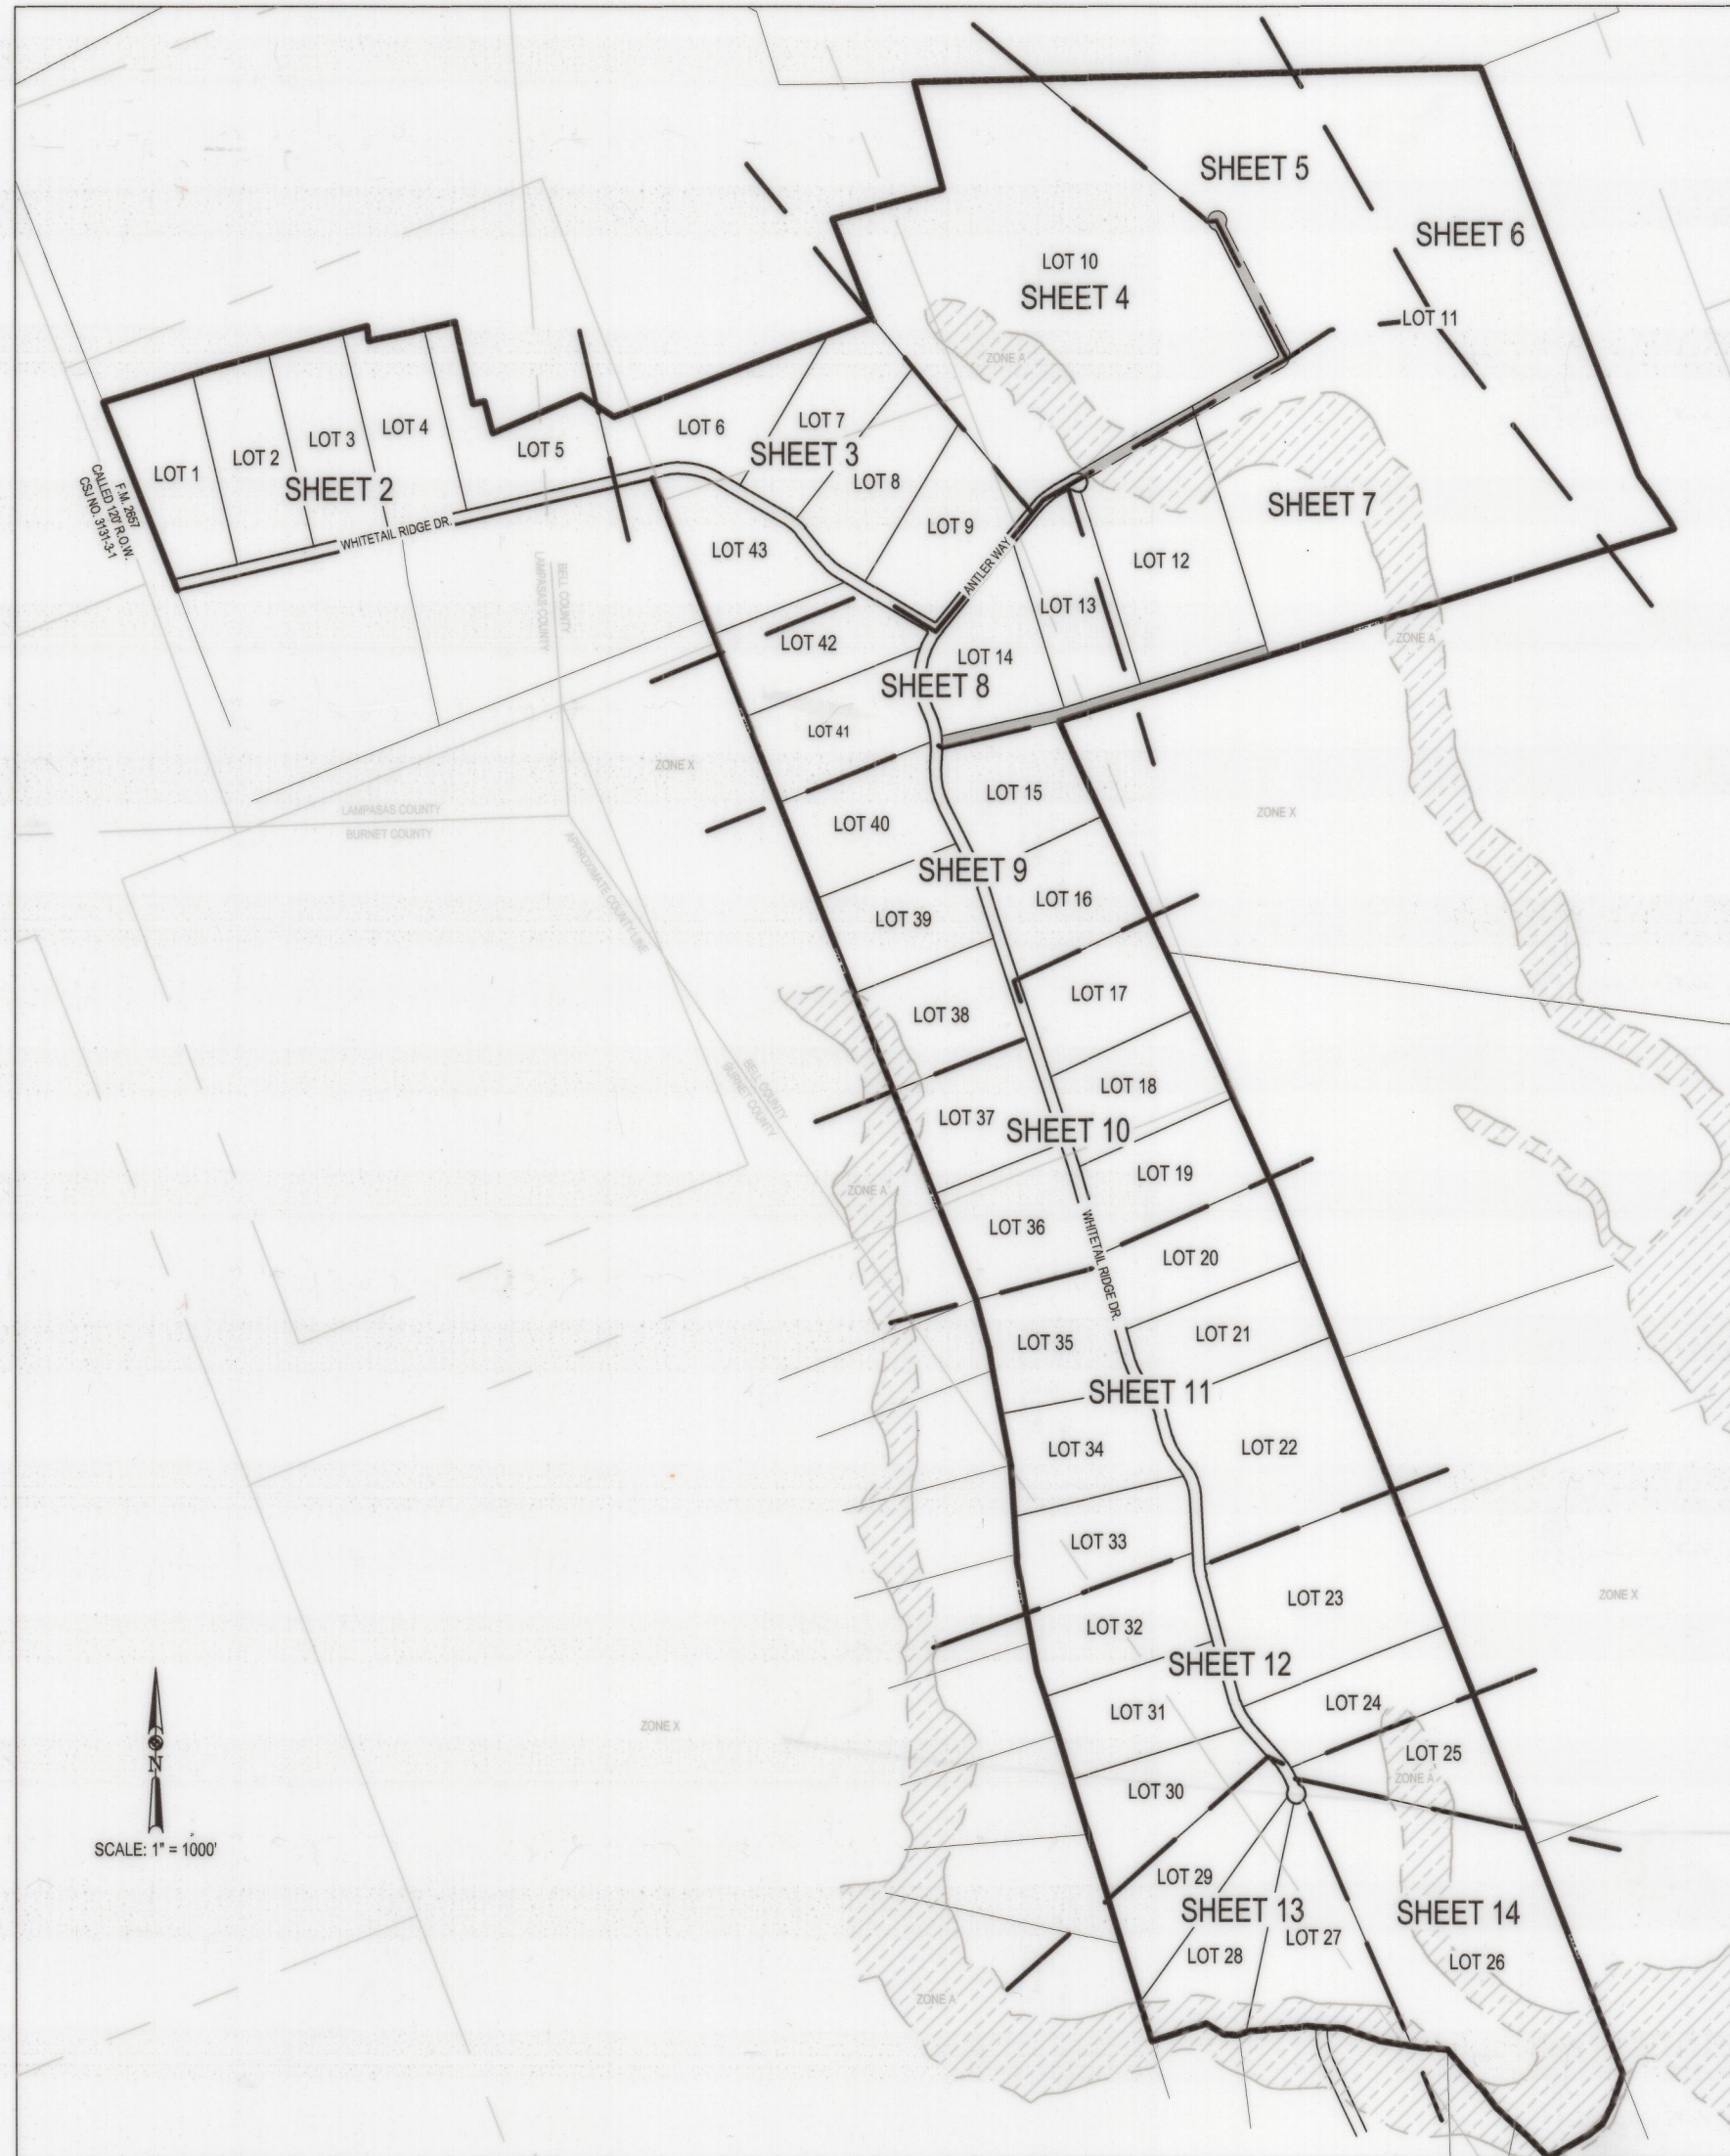 SHEET 5
SHEET 6
LOT 10
SHEET 4
LOT 11
ZONE A
LOT 1
LOT 2
LOT 3
LOT 4
SHEET 2
LOT 5
LOT 6
LOT 7
SHEET 3
LOT 8
LOT 9
SHEET 7
F.M. 2657
CALLED 120' R.O.W.
CSJ NO. 3131-3-1
WHITETAIL RIDGE DR.
LOT 43
ANTLER WAY
LOT 12
LOT 13
LAMPASAS COUNTY
BELL COUNTY
LOT 42
LOT 14
ZONE A
SHEET 8
LOT 41
ZONE X
LOT 15
LAMPASAS COUNTY
BURNET COUNTY
ZONE X
LOT 40
APPROXIMATE COUNTY LINE
SHEET 9
LOT 16
LOT 39
LOT 17
LOT 38
BELL COUNTY
BURNET COUNTY
LOT 18
LOT 37
SHEET 10
LOT 19
ZONE A
LOT 36
WHITETAIL RIDGE DR.
LOT 20
LOT 35
LOT 21
SHEET 11
LOT 34
LOT 22
LOT 33
LOT 23
ZONE X
LOT 32
SHEET 12
LOT 31
LOT 24
ZONE X
LOT 25
ZONE A
LOT 30
N
SCALE: 1" = 1000'
LOT 29
SHEET 13
SHEET 14
LOT 27
LOT 28
LOT 26
ZONE A